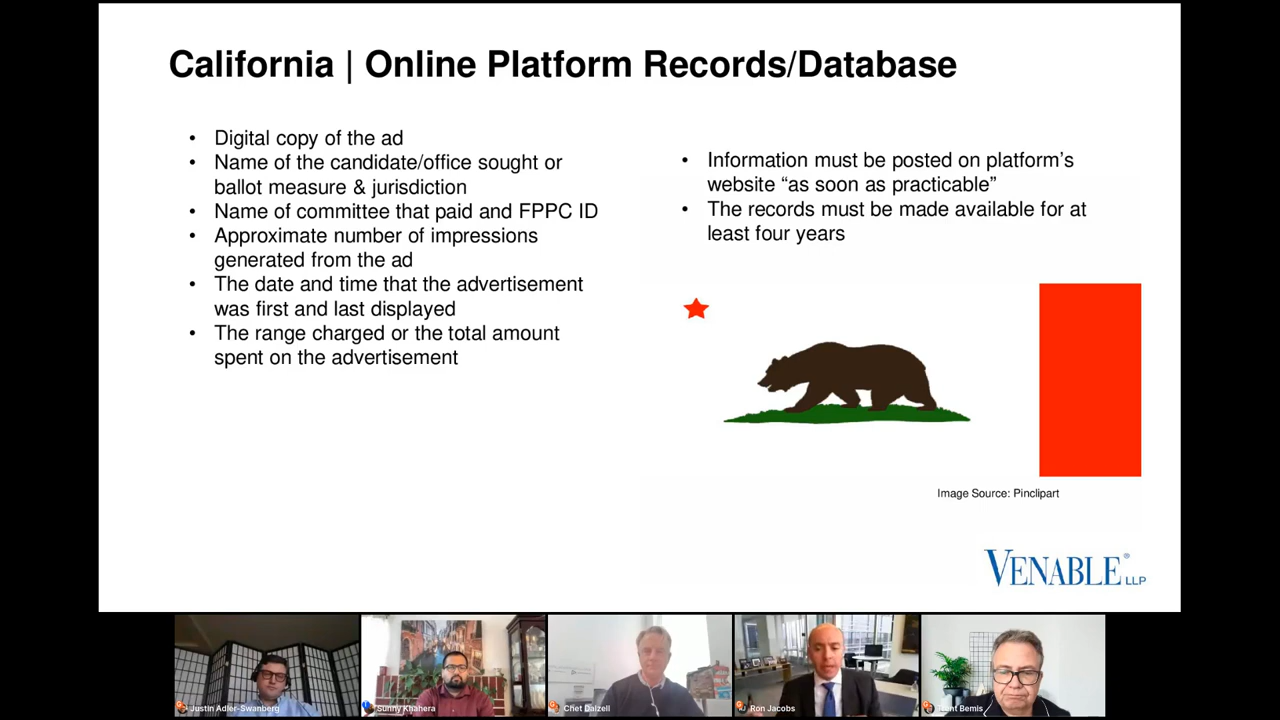 California | Online Platform Records/Database
• Digital copy of the ad
• Name of the candidate/office sought or
ballot measure & jurisdiction
• Name of committee that paid and FPPC ID
• Approximate number of impressions
generated from the ad
• The date and time that the advertisement
was first and last displayed
• The range charged or the total amount
spent on the advertisement
• Information must be posted on platform’s
website “as soon as practicable”
• The records must be made available for at
least four years
Image Source: Pinclipart
VENABLE® LLP
Justin Adler-Swanberg
Sunny Khahera
Chet Dalzell
Ron Jacobs
Bemis